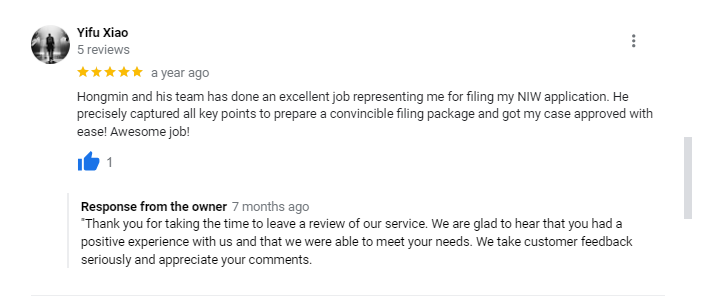 Yifu Xiao
5 reviews
a year ago
Hongmin and his team has done an excellent job representing me for filing my NIW application. He
precisely captured all key points to prepare a convincible filing package and got my case approved with
ease! Awesome job!
1
Response from the owner 7 months ago
"Thank you for taking the time to leave a review of our service. We are glad to hear that you had a
positive experience with us and that we were able to meet your needs. We take customer feedback
seriously and appreciate your comments.